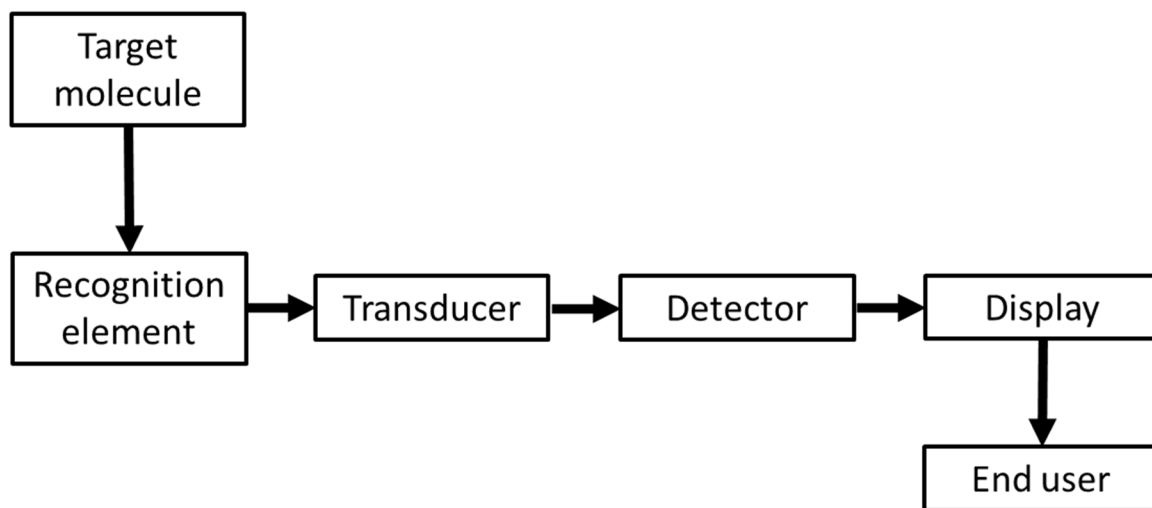 Target
molecule
Recognition
element
Transducer
Detector
Display
End user